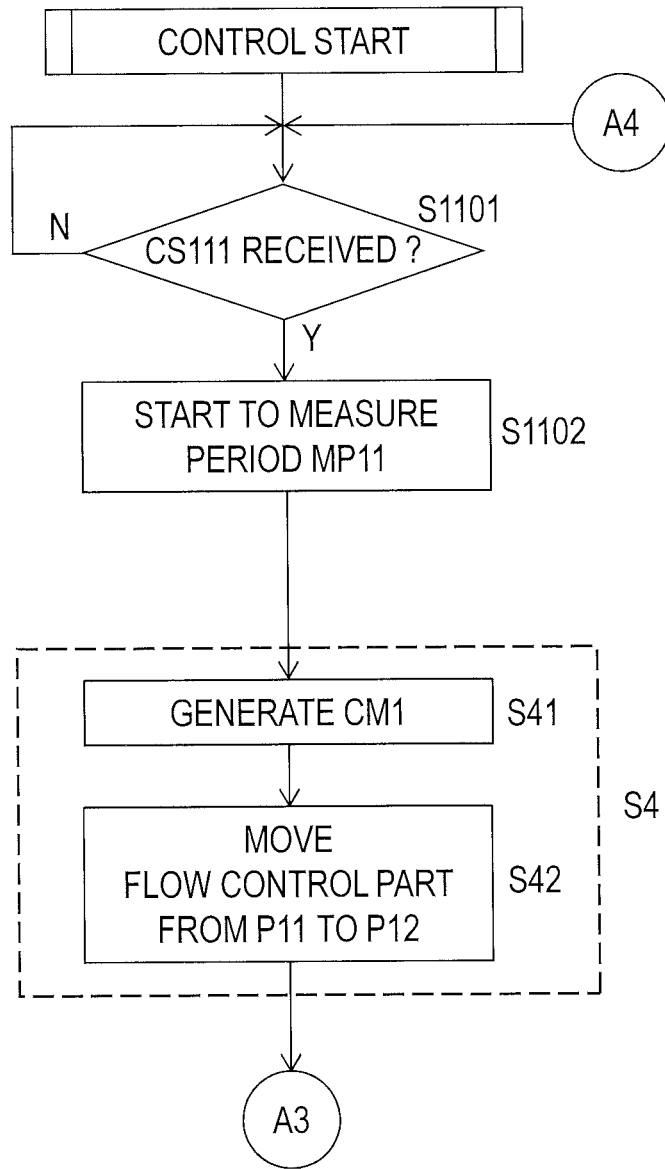 CONTROL START
A4
S1101
N
CS111 RECEIVED ?
Y
START TO MEASURE
PERIOD MP11
S1102
GENERATE CM1
S41
S4
MOVE
FLOW CONTROL PART
FROM P11 TO P12
S42
A3